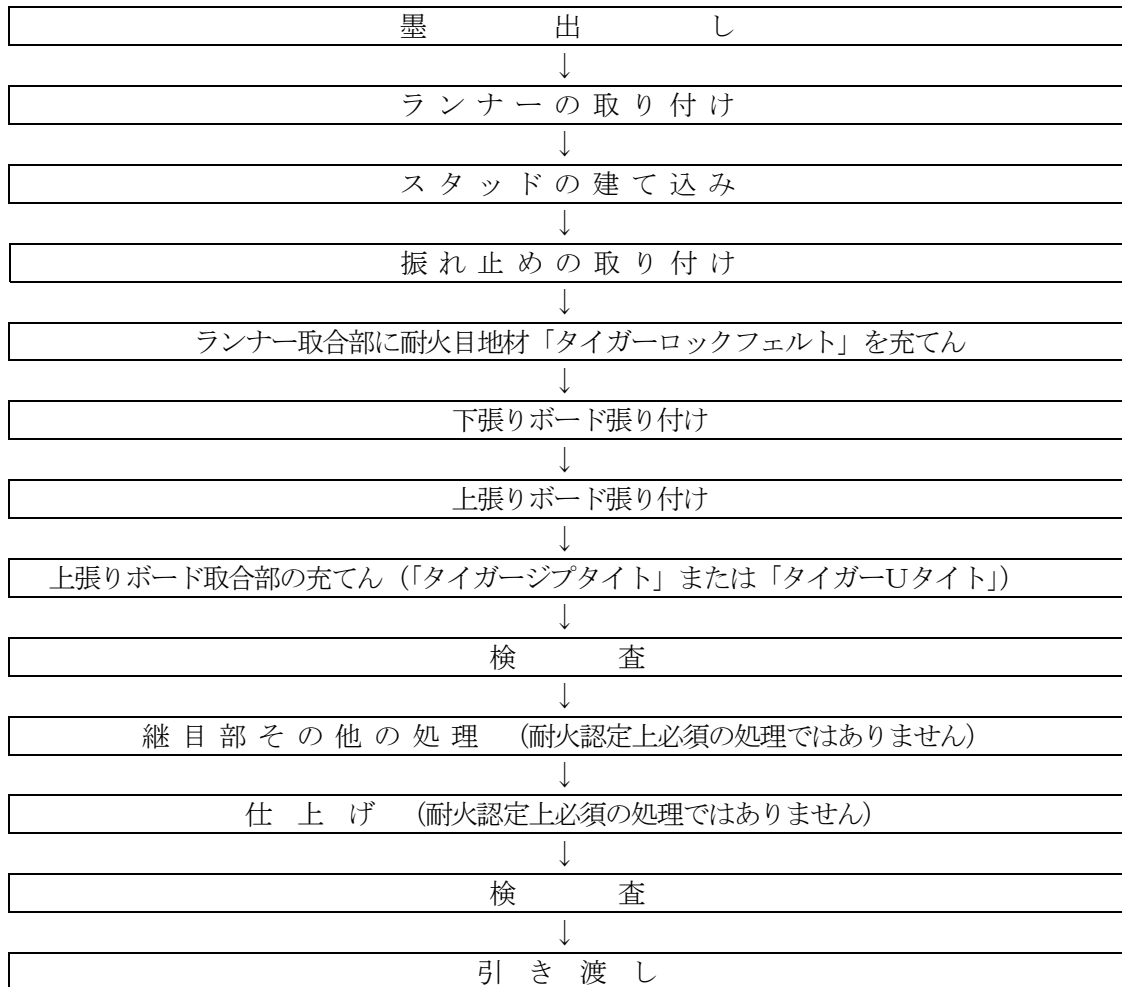 墨出し
↓
ランナーの取り付け
↓
スタッドの建て込み
↓
振れ止めの取り付け
↓
ランナー取合部に耐火目地材「タイガーロックフェルト」を充てん
↓
下張りボード張り付け
↓
上張りボード張り付け
↓
上張りボード取合部の充てん（「タイガージプタイト」または「タイガーUタイト」）
↓
検査
↓
継目部その他の処理 （耐火認定上必須の処理ではありません）
↓
仕上げ （耐火認定上必須の処理ではありません）
↓
検査
↓
引き渡し